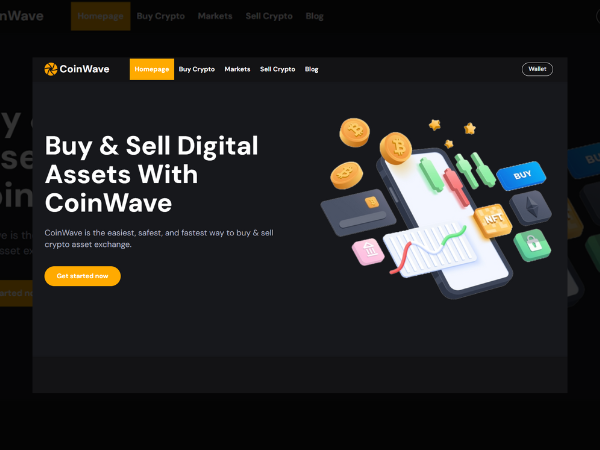 nWave Homepage Buy Crypto Markets Sell Crypto Blog
CoinWave Homepage Buy Crypto Markets Sell Crypto Blog Wallet
Buy & Sell Digital
Assets With
CoinWave
CoinWave is the easiest, safest, and fastest way to buy & sell
crypto asset exchange.
Get started now
BUY
NFT